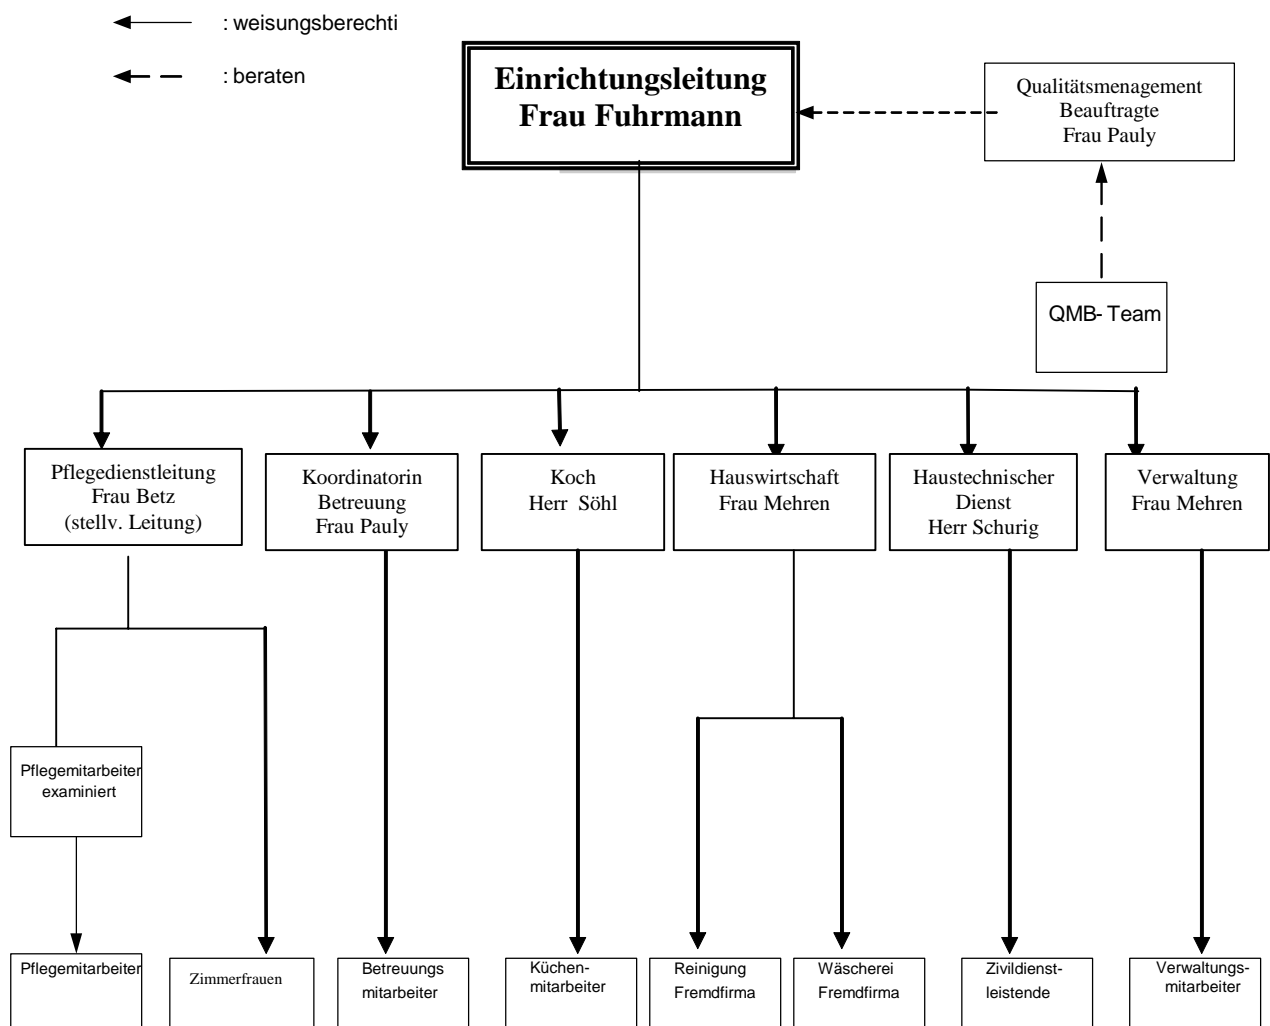 : weisungsberechti
: beraten
Einrichtungsleitung
Frau Fuhrmann
Qualitätsmenagement
Beauftragte
Frau Pauly
QMB- Team
Pflegedienstleitung
Frau Betz
(stellv. Leitung)
Koordinatorin
Betreuung
Frau Pauly
Koch
Herr Söhl
Hauswirtschaft
Frau Mehren
Haustechnischer
Dienst
Herr Schurig
Verwaltung
Frau Mehren
Pflegemitarbeiter
examiniert
Pflegemitarbeiter
Zimmerfrauen
Betreuungs
mitarbeiter
Küchen-
mitarbeiter
Reinigung
Fremdfirma
Wäscherei
Fremdfirma
Zivildienst-
leistende
Verwaltungs-
mitarbeiter